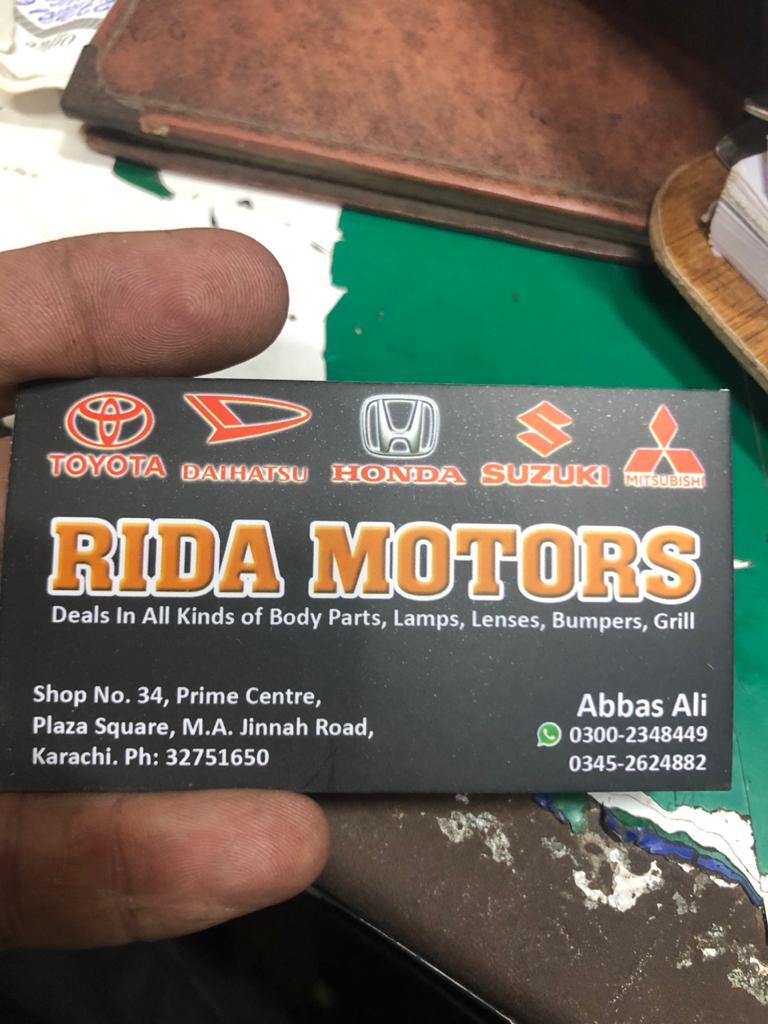 Office
TOYOTA DAIHATSU HONDA SUZUKI MITSUBISHI
RIDA MOTORS
Deals In All Kinds of Body Parts, Lamps, Lenses, Bumpers, Grill
Shop No. 34, Prime Centre,
Plaza Square, M.A. Jinnah Road,
Karachi. Ph: 32751650
Abbas Ali
0300-2348449
0345-2624882